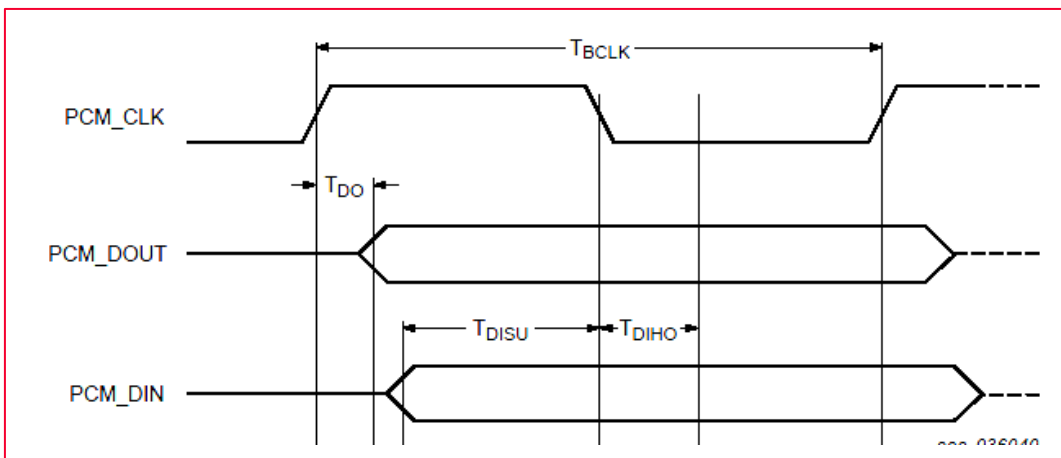 TBCLK
PCM_CLK
TDO
PCM_DOUT
TDISU TDIHO
PCM_DIN